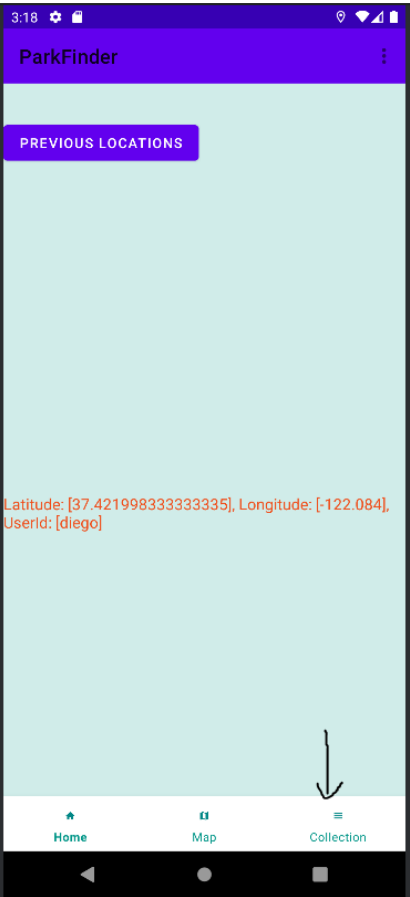 3:18
ParkFinder
PREVIOUS LOCATIONS
Latitude: [37.421998333333335], Longitude: [-122.084],
UserId: [diego]
Home Map Collection